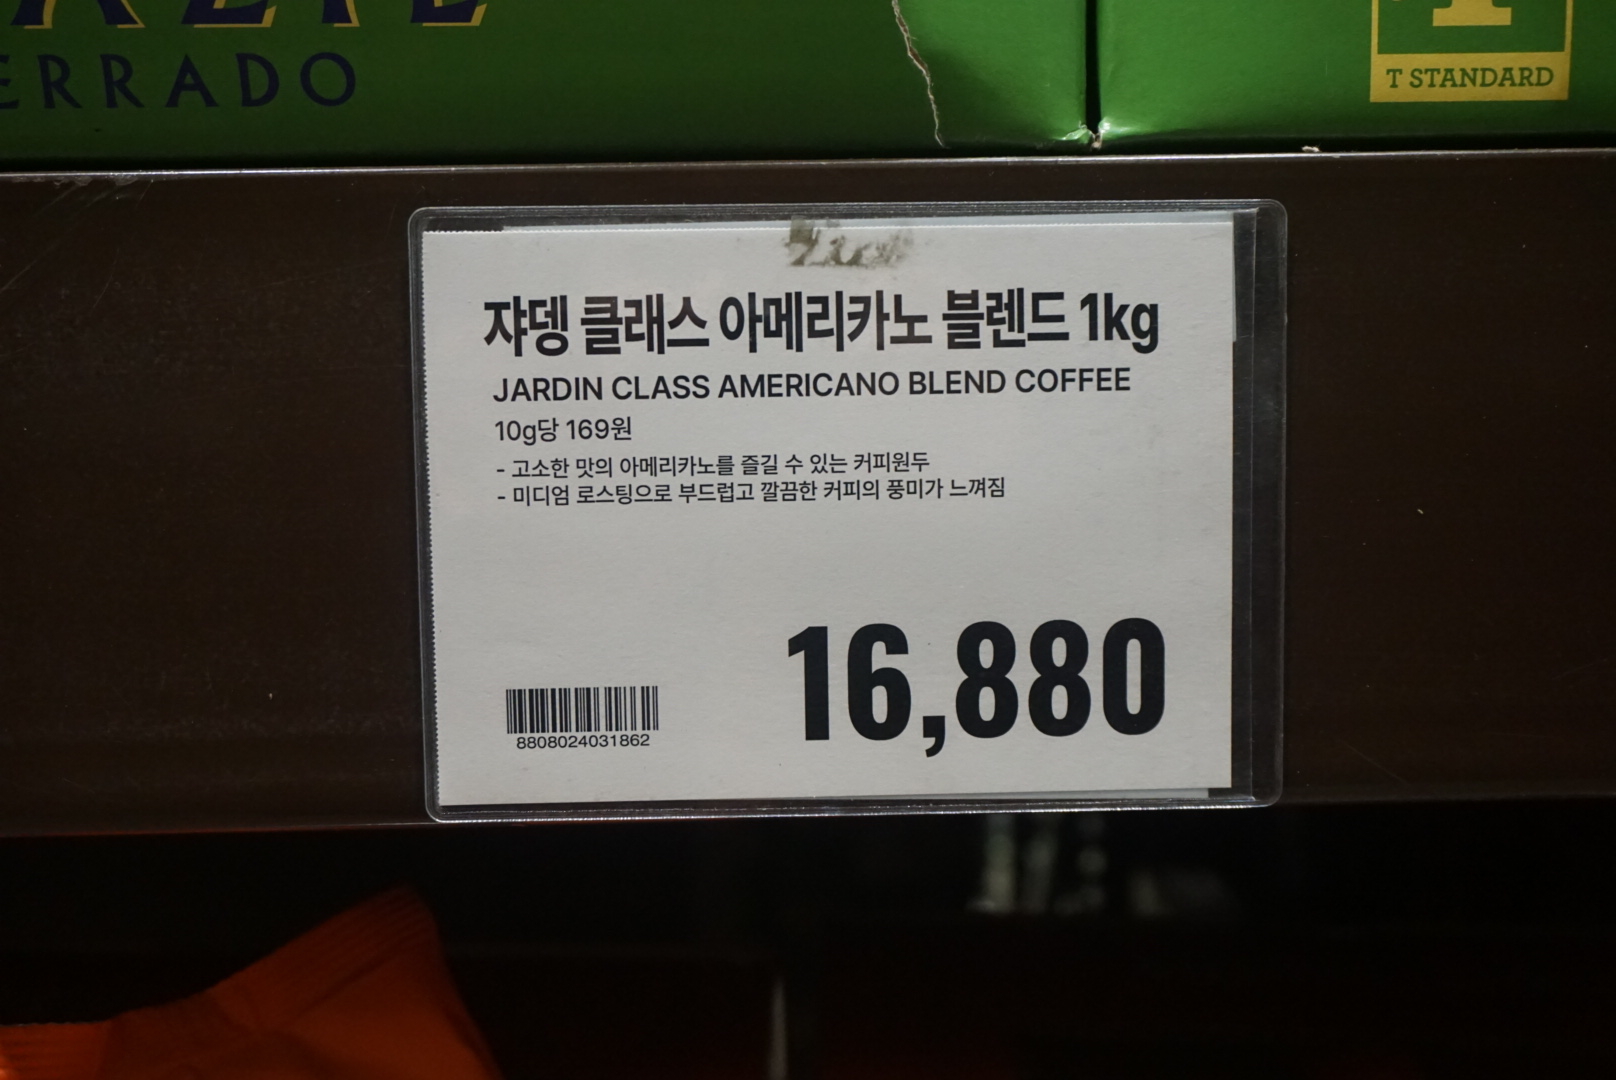 ERRADO
T STANDARD
쟈뎅 클래스 아메리카노 블렌드 1kg
JARDIN CLASS AMERICANO BLEND COFFEE
10g당 169원
- 고소한 맛의 아메리카노를 즐길 수 있는 커피원두
- 미디엄 로스팅으로 부드럽고 깔끔한 커피의 풍미가 느껴짐
16,880
8808024031862